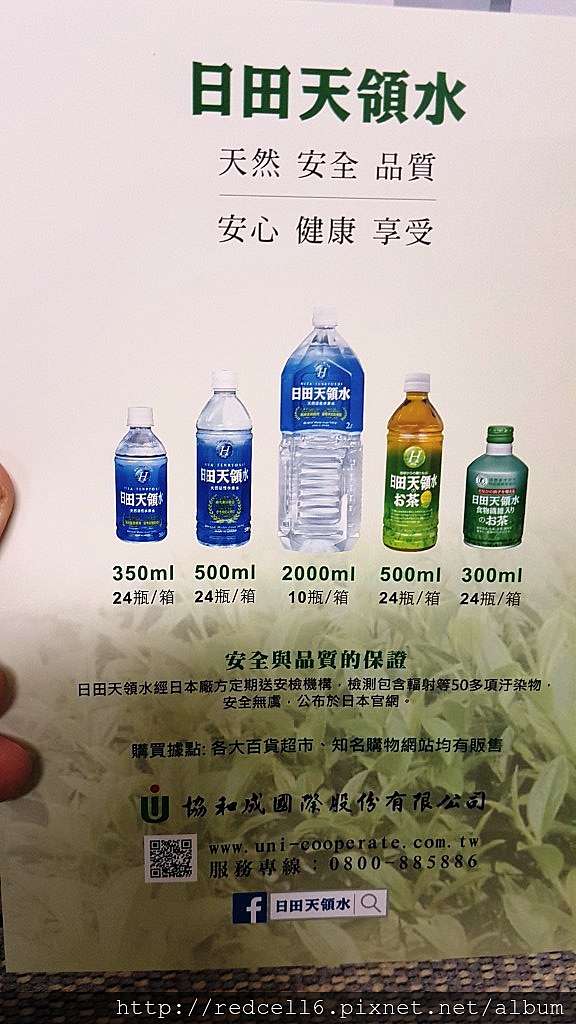 日田天領水
天然 安全 品質
安心 健康 享受
日田天領水
日田天領水
日田天領水
2ℓ
日田天領水
お茶
日田天領水
食物繊維入り
のお茶
350ml 500ml 2000ml 500ml 300ml
24瓶/箱 24瓶/箱 10瓶/箱 24瓶/箱 24瓶/箱
安全與品質的保證
日田天領水經日本廠方定期送安檢機構，檢測包含輻射等50多項汙染物，
安全無虞，公布於日本官網。
購買據點: 各大百貨超市、知名購物網站均有販售
協和成國際股份有限公司
www.uni-cooperate.com.tw
服務專線：0800-885886
f 日田天領水
http://redcell6.pixnet.net/album